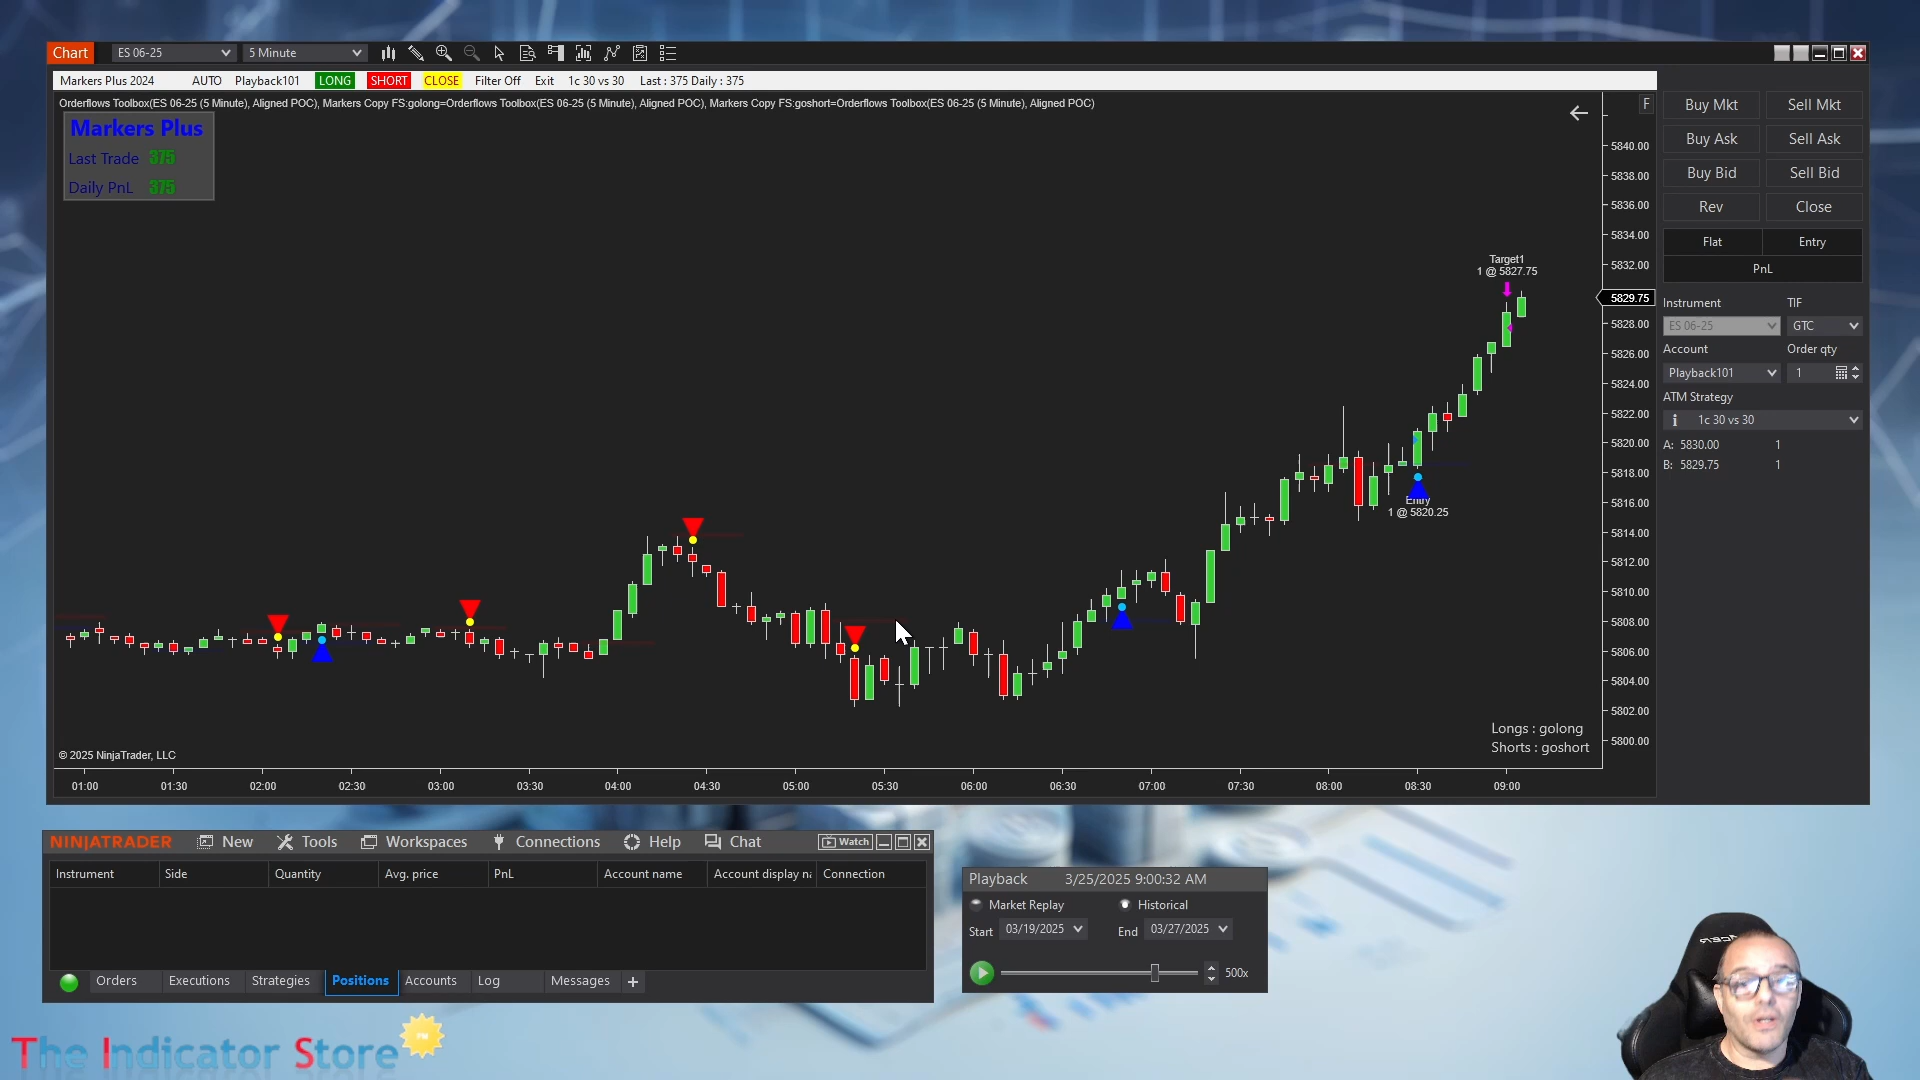 Chart ES 06-25 5 Minute
Markers Plus 2024 AUTO Playback101 LONG SHORT CLOSE Filter Off Exit 1c 30 vs 30 Last : 375 Daily : 375
Orderflows Toolbox(ES 06-25 (5 Minute), Aligned POC), Markers Copy FS:golong=Orderflows Toolbox(ES 06-25 (5 Minute), Aligned POC), Markers Copy FS:goshort=Orderflows Toolbox(ES 06-25 (5 Minute), Aligned POC)
F
Markers Plus
Last Trade 375
Daily PnL 375
Target1
1 @ 5827.75
Entry
1 @ 5820.25
5840.00
5838.00
5836.00
5834.00
5832.00
5829.75
5828.00
5826.00
5824.00
5822.00
5820.00
5818.00
5816.00
5814.00
5812.00
5810.00
5808.00
5806.00
5804.00
5802.00
5800.00
Longs : golong
Shorts : goshort
© 2025 NinjaTrader, LLC
01:00 01:30 02:00 02:30 03:00 03:30 04:00 04:30 05:00 05:30 06:00 06:30 07:00 07:30 08:00 08:30 09:00
Buy Mkt Sell Mkt
Buy Ask Sell Ask
Buy Bid Sell Bid
Rev Close
Flat Entry
PnL
Instrument TIF
ES 06-25 GTC
Account Order qty
Playback101 1
ATM Strategy
1c 30 vs 30
A: 5830.00 1
B: 5829.75 1
NINJATRADER New Tools Workspaces Connections Help Chat Watch
Instrument Side Quantity Avg. price PnL Account name Account display na Connection
Orders Executions Strategies Positions Accounts Log Messages +
Playback 3/25/2025 9:00:32 AM
Market Replay Historical
Start 03/19/2025 End 03/27/2025
500x
The Indicator Store